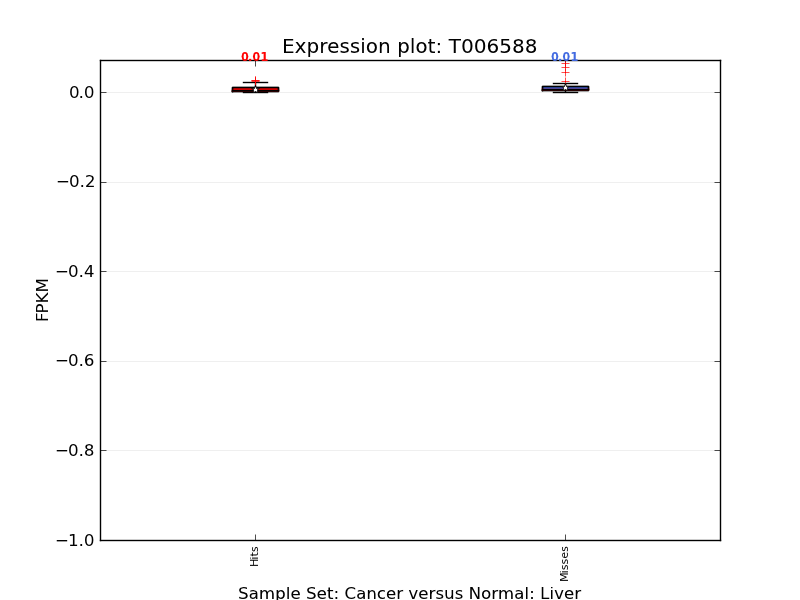 Expression plot: T006588
0.01
0.01
0.0
−0.2
−0.4
−0.6
−0.8
−1.0
FPKM
Hits
Misses
Sample Set: Cancer versus Normal: Liver